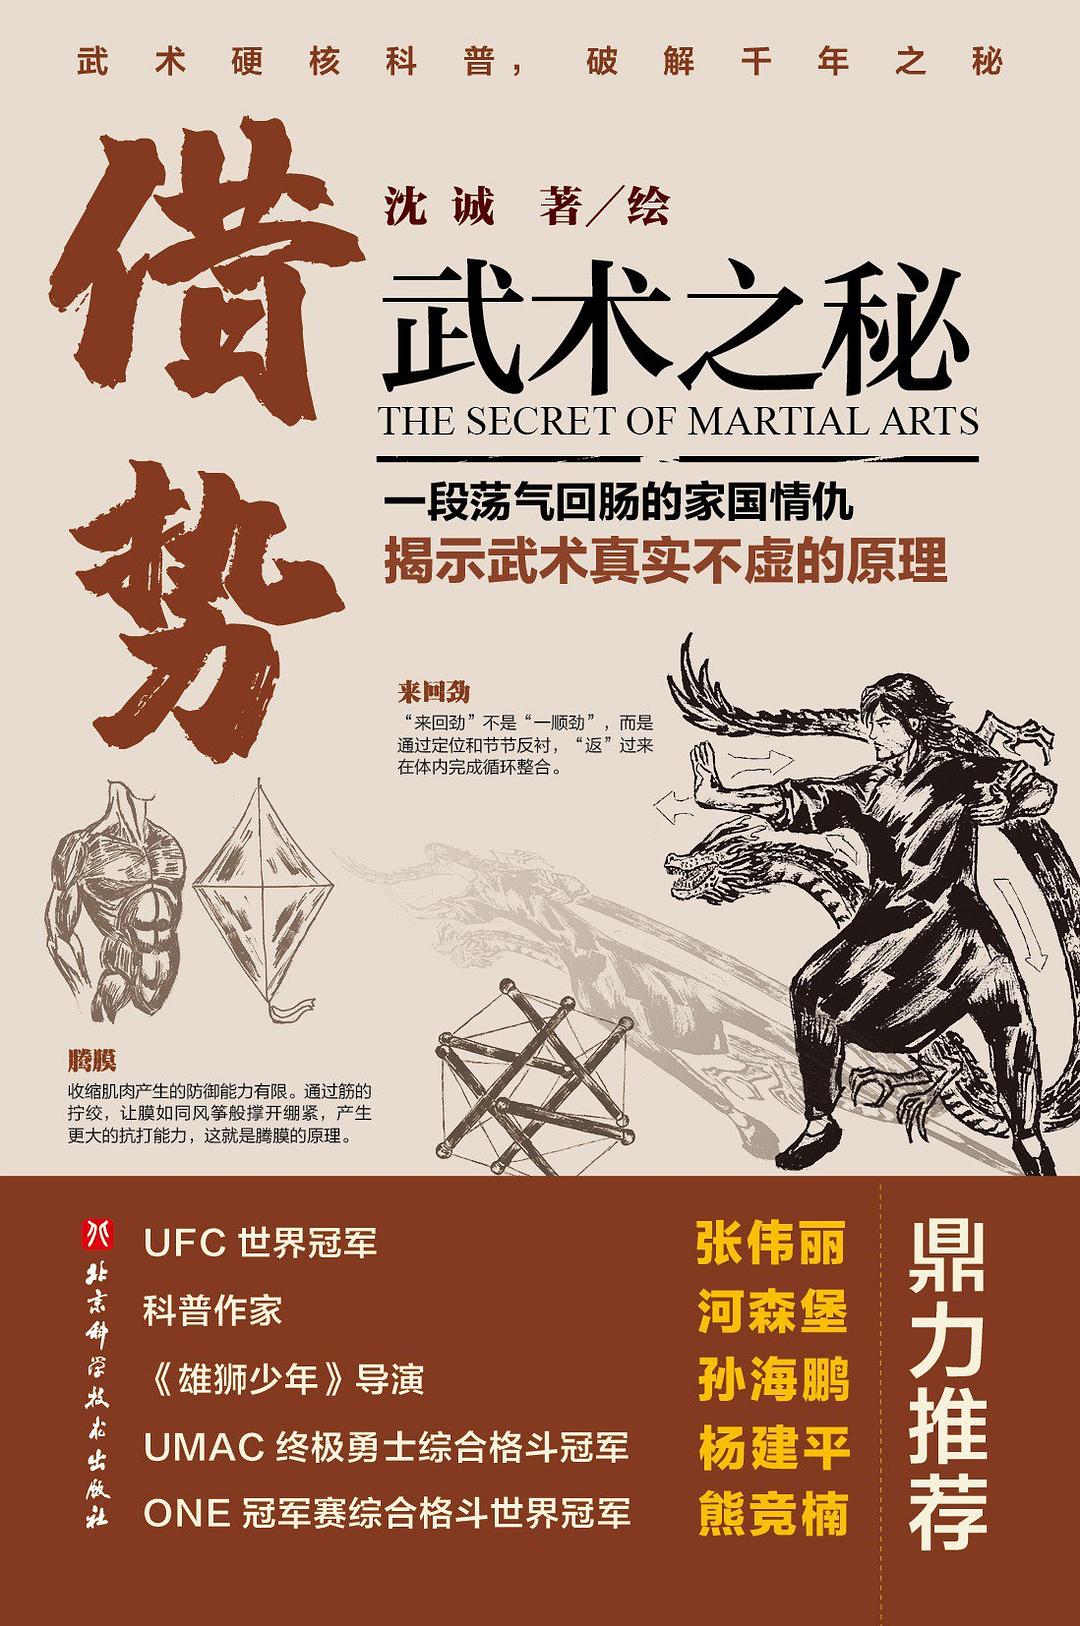 武术硬核科普，破解千年之秘
借势
沈诚 著／绘
武术之秘
THE SECRET OF MARTIAL ARTS
一段荡气回肠的家国情仇
揭示武术真实不虚的原理
来回劲
“来回劲”不是“一顺劲”，而是
通过定位和节节反衬，“返”过来
在体内完成循环整合。
腾膜
收缩肌肉产生的防御能力有限。通过筋的
拧绞，让膜如同风筝般撑开绷紧，产生
更大的抗打能力，这就是腾膜的原理。
北京科学技术出版社
UFC 世界冠军 张伟丽
科普作家 河森堡
《雄狮少年》导演 孙海鹏
UMAC 终极勇士综合格斗冠军 杨建平
ONE 冠军赛综合格斗世界冠军 熊竞楠
鼎力推荐